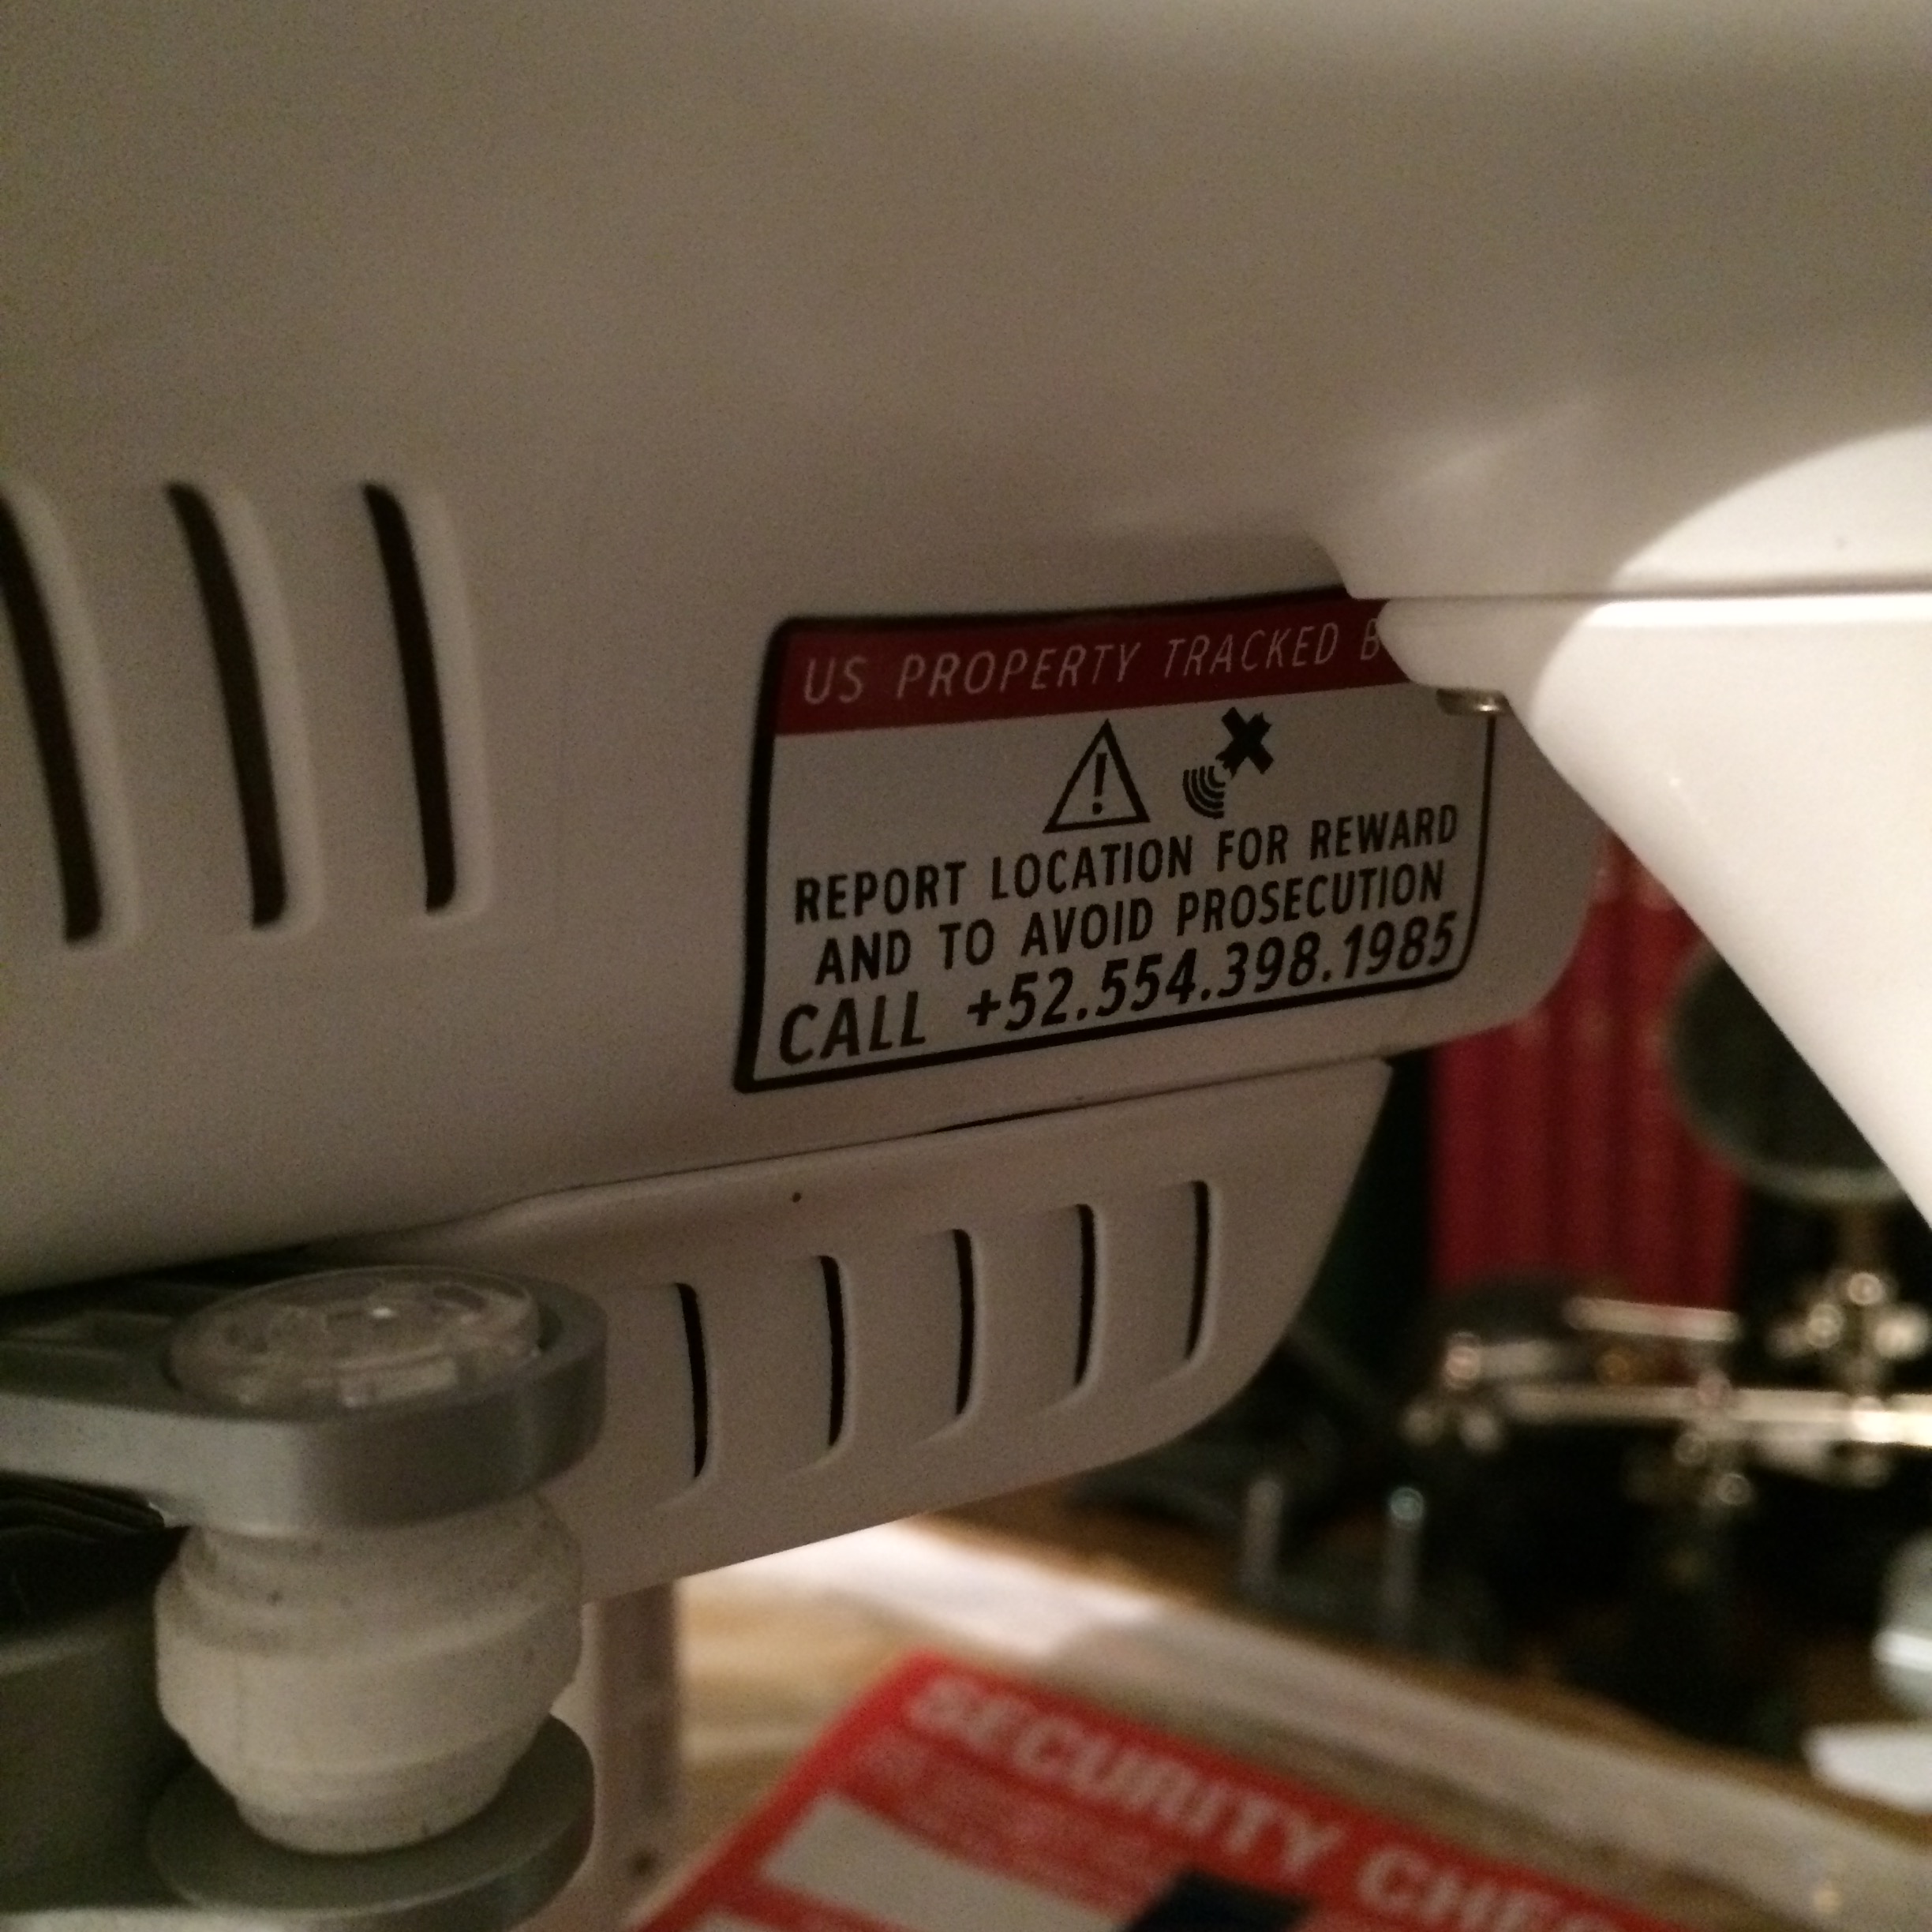 US PROPERTY TRACKED
REPORT LOCATION FOR REWARD
AND TO AVOID PROSECUTION
CALL +52.554.398.1985
SECURITY